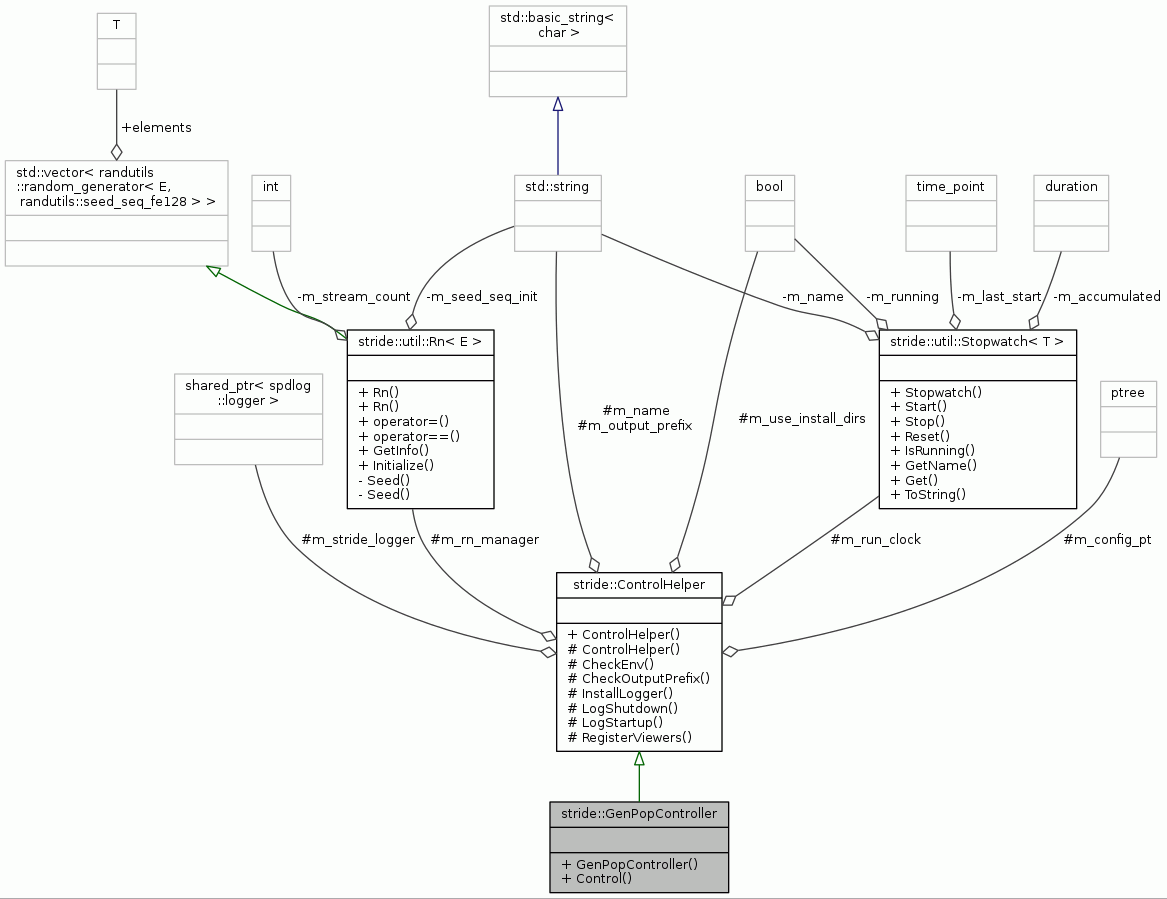 T
std::basic_string<
char >
+elements
std::vector< randutils
::random_generator< E,
randutils::seed_seq_fe128 > >
int
std::string
bool
time_point
duration
-m_stream_count
-m_seed_seq_init
-m_name
-m_running
-m_last_start
-m_accumulated
stride::util::Rn< E >
+ Rn()
+ Rn()
+ operator=()
+ operator==()
+ GetInfo()
+ Initialize()
- Seed()
- Seed()
stride::util::Stopwatch< T >
+ Stopwatch()
+ Start()
+ Stop()
+ Reset()
+ IsRunning()
+ GetName()
+ Get()
+ ToString()
shared_ptr< spdlog
::logger >
ptree
#m_name
#m_output_prefix
#m_use_install_dirs
#m_stride_logger
#m_rn_manager
#m_run_clock
#m_config_pt
stride::ControlHelper
+ ControlHelper()
# ControlHelper()
# CheckEnv()
# CheckOutputPrefix()
# InstallLogger()
# LogShutdown()
# LogStartup()
# RegisterViewers()
stride::GenPopController
+ GenPopController()
+ Control()